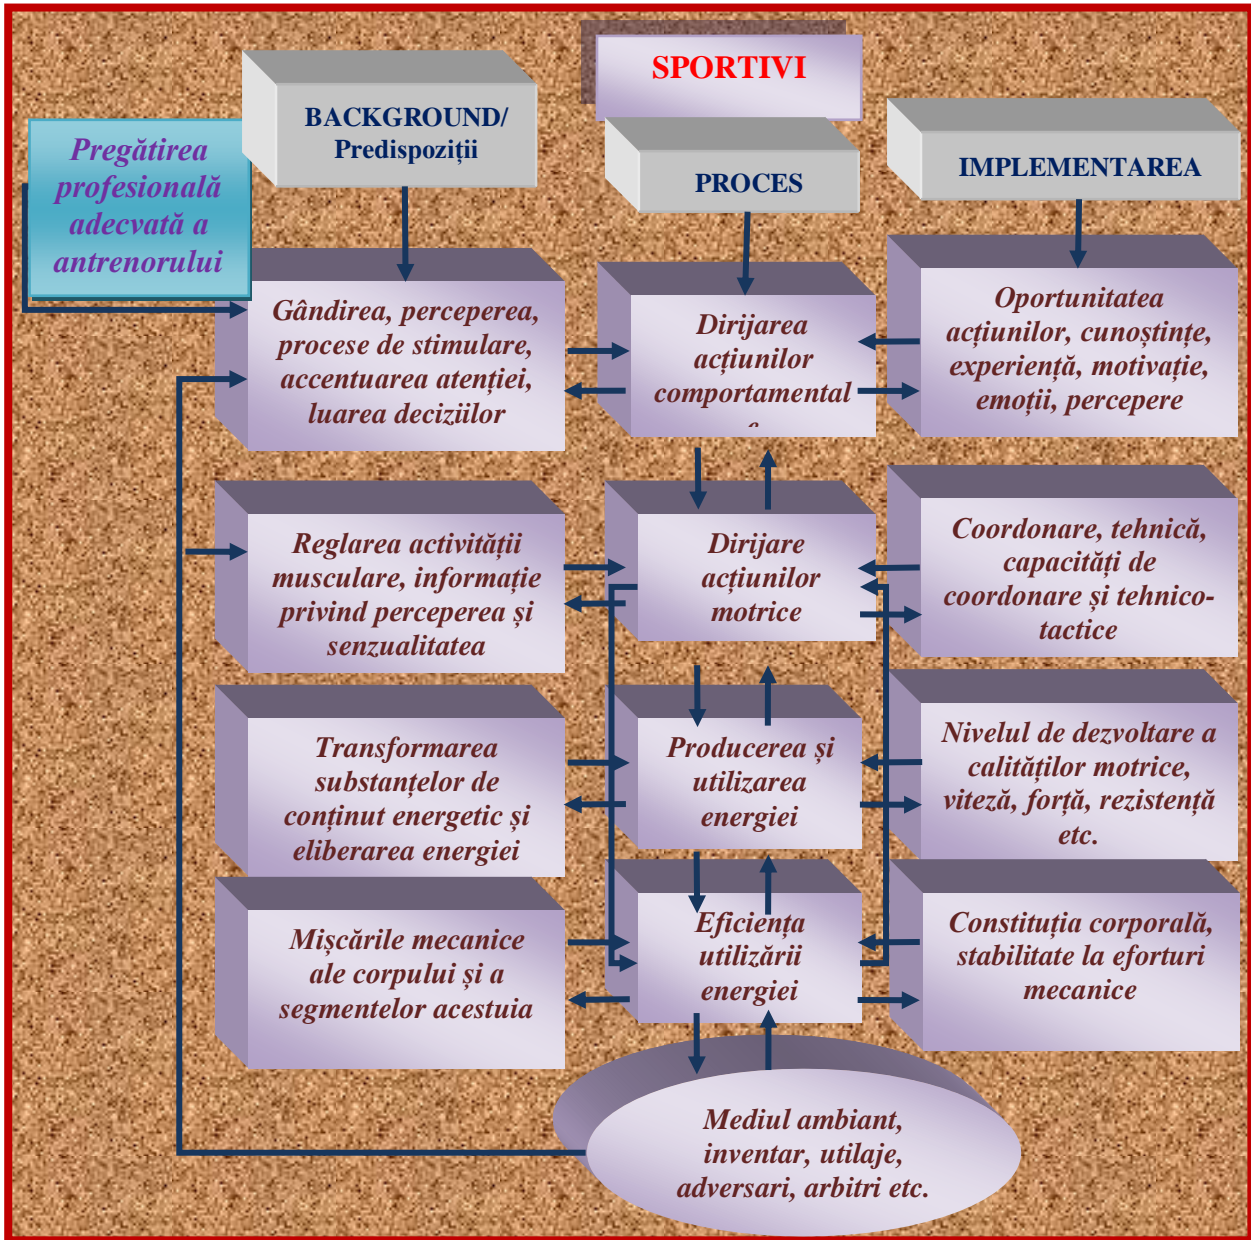 SPORTIVI
BACKGROUND/
Predispoziții
PROCES
IMPLEMENTAREA
Pregătirea
profesională
adecvată a
antrenorului
Gândirea, perceperea,
procese de stimulare,
accentuarea atenției,
luarea deciziilor
Dirijarea
acțiunilor
comportamental
Oportunitatea
acțiunilor, cunoștințe,
experiență, motivație,
emoții, percepere
Reglarea activității
musculare, informație
privind perceperea și
senzualitatea
Dirijare
acțiunilor
motrice
Coordonare, tehnică,
capacități de
coordonare și tehnico-
tactice
Transformarea
substanțelor de
conținut energetic și
eliberarea energiei
Producerea și
utilizarea
energiei
Nivelul de dezvoltare a
calităților motrice,
viteză, forță, rezistență
etc.
Mișcările mecanice
ale corpului și a
segmentelor acestuia
Eficiența
utilizării
energiei
Constituția corporală,
stabilitate la eforturi
mecanice
Mediul ambiant,
inventar, utilaje,
adversari, arbitri etc.